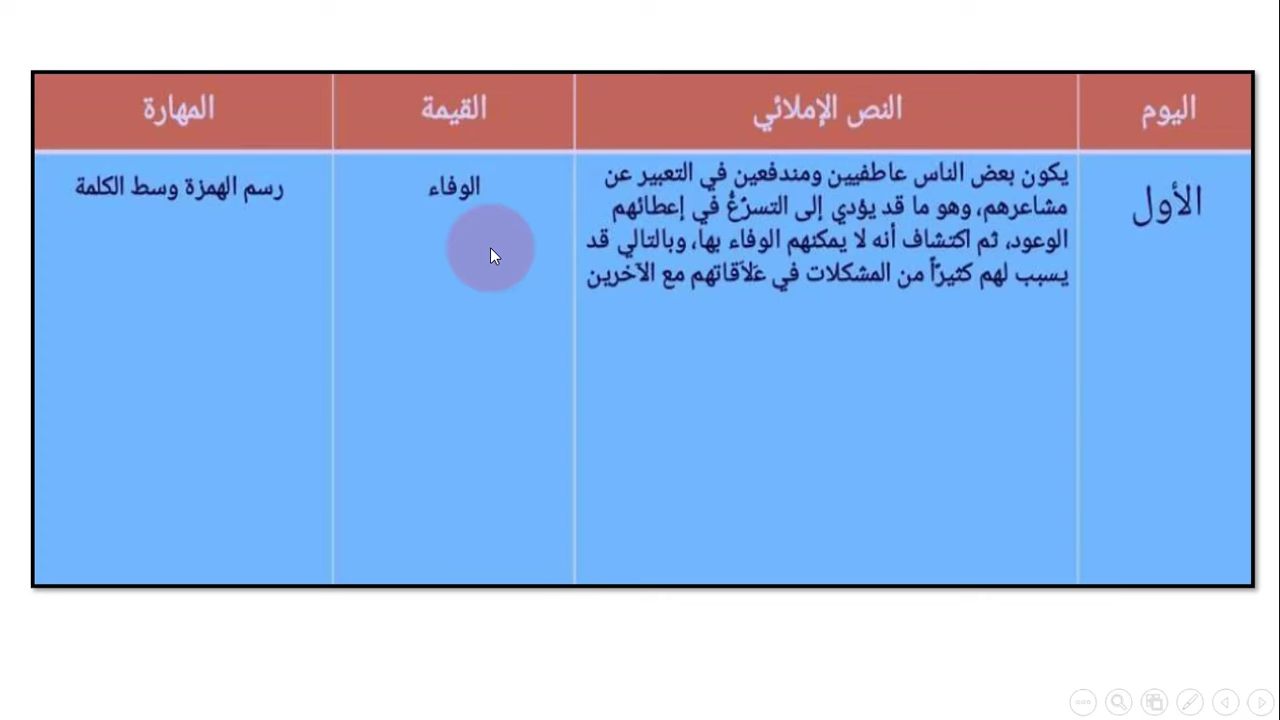 اليوم
النص الإملائي
القيمة
المهارة
الأول
يكون بعض الناس عاطفيين ومندفعين في التعبير عن
مشاعرهم، وهو ما قد يؤدي إلى التسرُّعُ في إعطائهم
الوعود، ثم اكتشاف أنه لا يمكنهم الوفاء بها، وبالتالي قد
يسبب لهم كثيراً من المشكلات في عَلاَقاتهم مع الآخرين
الوفاء
رسم الهمزة وسط الكلمة